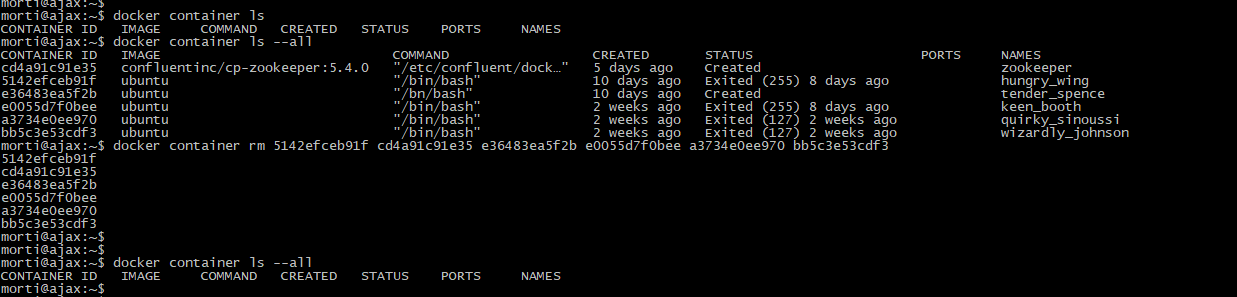 morti@ajax:~$
morti@ajax:~$ docker container ls
CONTAINER ID   IMAGE     COMMAND   CREATED   STATUS    PORTS     NAMES
morti@ajax:~$ docker container ls --all
CONTAINER ID   IMAGE                             COMMAND                  CREATED       STATUS                     PORTS     NAMES
cd4a91c91e35   confluentinc/cp-zookeeper:5.4.0   "/etc/confluent/dock…"   5 days ago    Created                              zookeeper
5142efceb91f   ubuntu                            "/bin/bash"              10 days ago   Exited (255) 8 days ago              hungry_wing
e36483ea5f2b   ubuntu                            "/bn/bash"               10 days ago   Created                              tender_spence
e0055d7f0bee   ubuntu                            "/bin/bash"              2 weeks ago   Exited (255) 8 days ago              keen_booth
a3734e0ee970   ubuntu                            "/bin/bash"              2 weeks ago   Exited (127) 2 weeks ago             quirky_sinoussi
bb5c3e53cdf3   ubuntu                            "/bin/bash"              2 weeks ago   Exited (127) 2 weeks ago             wizardly_johnson
morti@ajax:~$ docker container rm 5142efceb91f cd4a91c91e35 e36483ea5f2b e0055d7f0bee a3734e0ee970 bb5c3e53cdf3
5142efceb91f
cd4a91c91e35
e36483ea5f2b
e0055d7f0bee
a3734e0ee970
bb5c3e53cdf3
morti@ajax:~$
morti@ajax:~$
morti@ajax:~$ docker container ls --all
CONTAINER ID   IMAGE     COMMAND   CREATED   STATUS    PORTS     NAMES
morti@ajax:~$